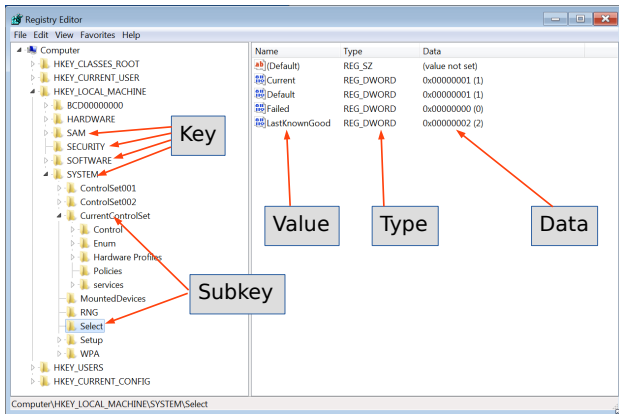 Registry Editor
File Edit View Favorites Help
Computer
HKEY_CLASSES_ROOT
HKEY_CURRENT_USER
HKEY_LOCAL_MACHINE
BCD00000000
HARDWARE
SAM
SECURITY
SOFTWARE
SYSTEM
ControlSet001
ControlSet002
CurrentControlSet
Control
Enum
Hardware Profiles
Policies
services
MountedDevices
RNG
Select
Setup
WPA
HKEY_USERS
HKEY_CURRENT_CONFIG
Key
Subkey
Name Type Data
(Default) REG_SZ (value not set)
Current REG_DWORD 0x00000001 (1)
Default REG_DWORD 0x00000001 (1)
Failed REG_DWORD 0x00000000 (0)
LastKnownGood REG_DWORD 0x00000002 (2)
Value Type Data
Computer\HKEY_LOCAL_MACHINE\SYSTEM\Select